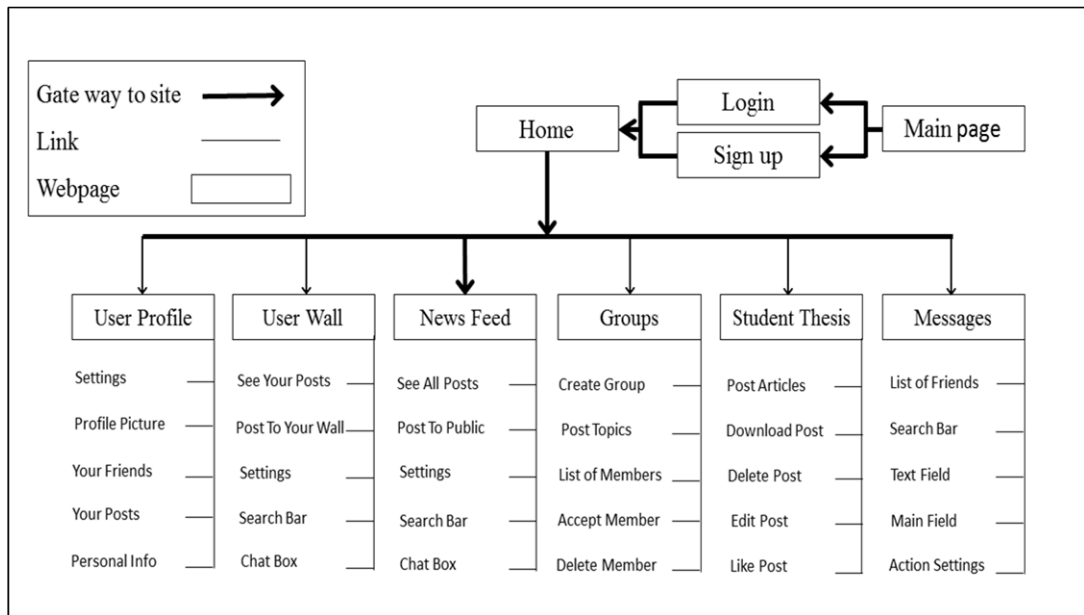 Gate way to site
Link
Webpage
Main page
Login
Sign up
Home
User Profile
Settings
Profile Picture
Your Friends
Your Posts
Personal Info
User Wall
See Your Posts
Post To Your Wall
Settings
Search Bar
Chat Box
News Feed
See All Posts
Post To Public
Settings
Search Bar
Chat Box
Groups
Create Group
Post Topics
List of Members
Accept Member
Delete Member
Student Thesis
Post Articles
Download Post
Delete Post
Edit Post
Like Post
Messages
List of Friends
Search Bar
Text Field
Main Field
Action Settings